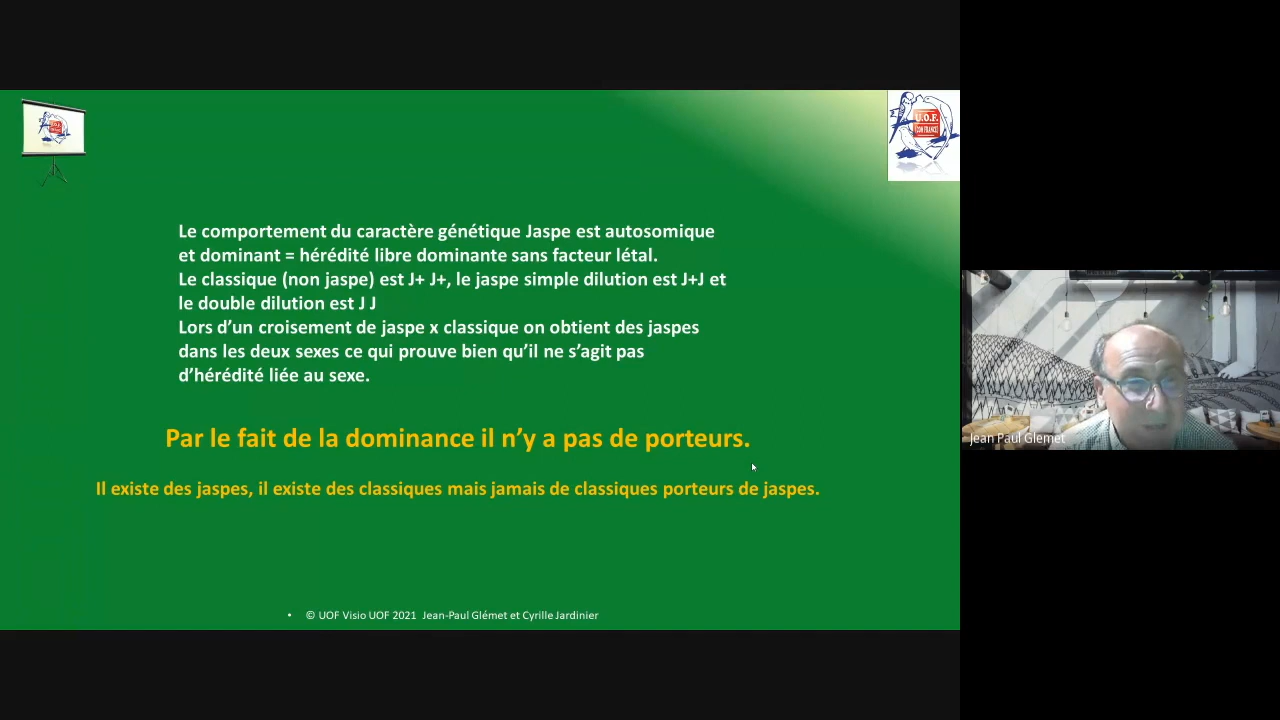 U.O.F.
COM FRANCE
Le comportement du caractère génétique Jaspe est autosomique
et dominant = hérédité libre dominante sans facteur létal.
Le classique (non jaspe) est J+ J+, le jaspe simple dilution est J+J et
le double dilution est J J
Lors d’un croisement de jaspe x classique on obtient des jaspes
dans les deux sexes ce qui prouve bien qu’il ne s’agit pas
d’hérédité liée au sexe.
Par le fait de la dominance il n’y a pas de porteurs.
Il existe des jaspes, il existe des classiques mais jamais de classiques porteurs de jaspes.
• © UOF Visio UOF 2021 Jean-Paul Glémet et Cyrille Jardinier
Jean Paul Glemet